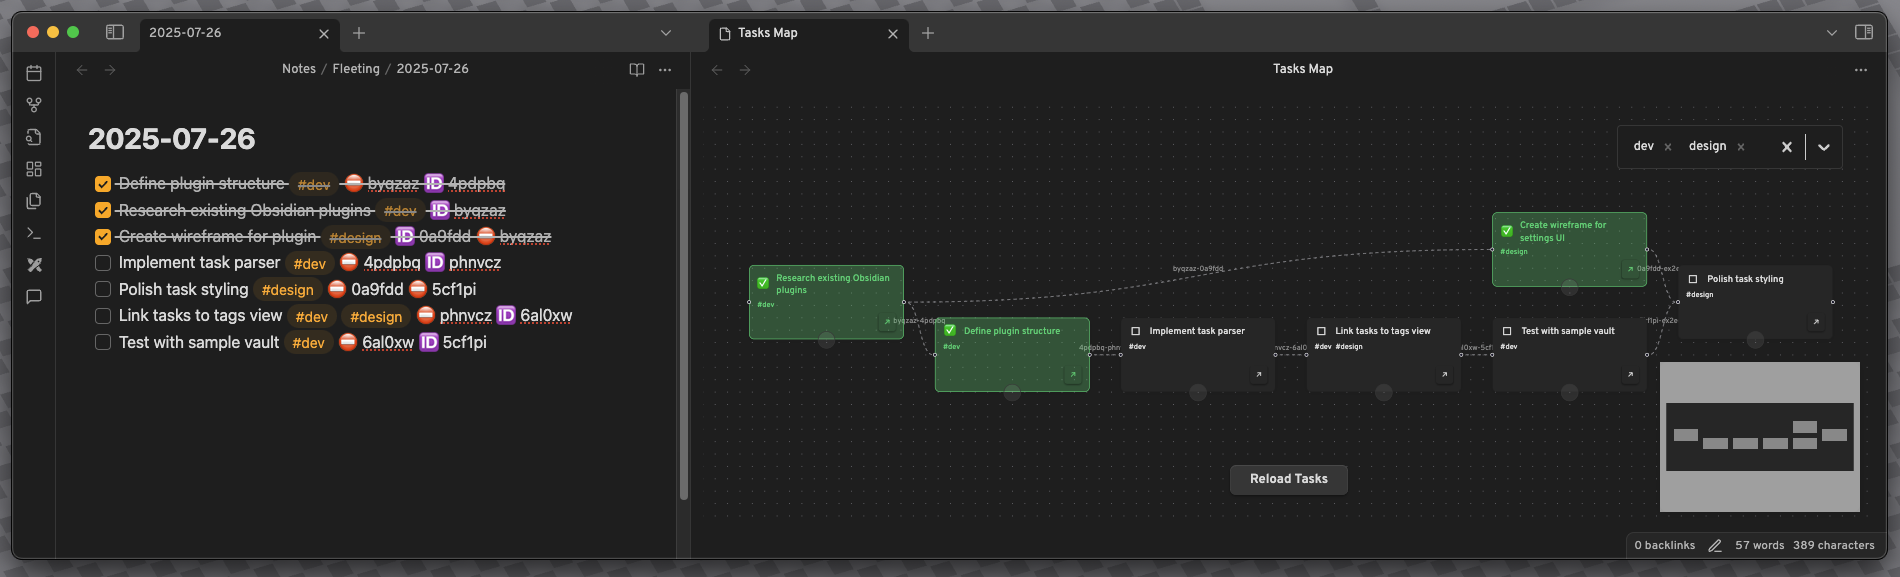 2025-07-26
Tasks Map
Notes / Fleeting / 2025-07-26
Tasks Map
2025-07-26
Define plugin structure #dev ⛔ byqzaz 🆔 4pdpbq
Research existing Obsidian plugins #dev 🆔 byqzaz
Create wireframe for plugin #design 🆔 0a9fdd ⛔ byqzaz
Implement task parser #dev ⛔ 4pdpbq 🆔 phnvcz
Polish task styling #design ⛔ 0a9fdd ⛔ 5cf1pi
Link tasks to tags view #dev #design ⛔ phnvcz 🆔 6al0xw
Test with sample vault #dev ⛔ 6al0xw 🆔 5cf1pi
dev × design ×
Create wireframe for
settings UI
#design
byqzaz-0a9fdd
0a9fdd-ex2e
Research existing Obsidian
plugins
#dev
Polish task styling
#design
byqzaz-4pdpbq
Define plugin structure
#dev
4pdpbq-phn
Implement task parser
#dev
nvcz-6al0
Link tasks to tags view
#dev #design
l0xw-5cf
Test with sample vault
#dev
f1pi-ex2e
Reload Tasks
0 backlinks 57 words 389 characters